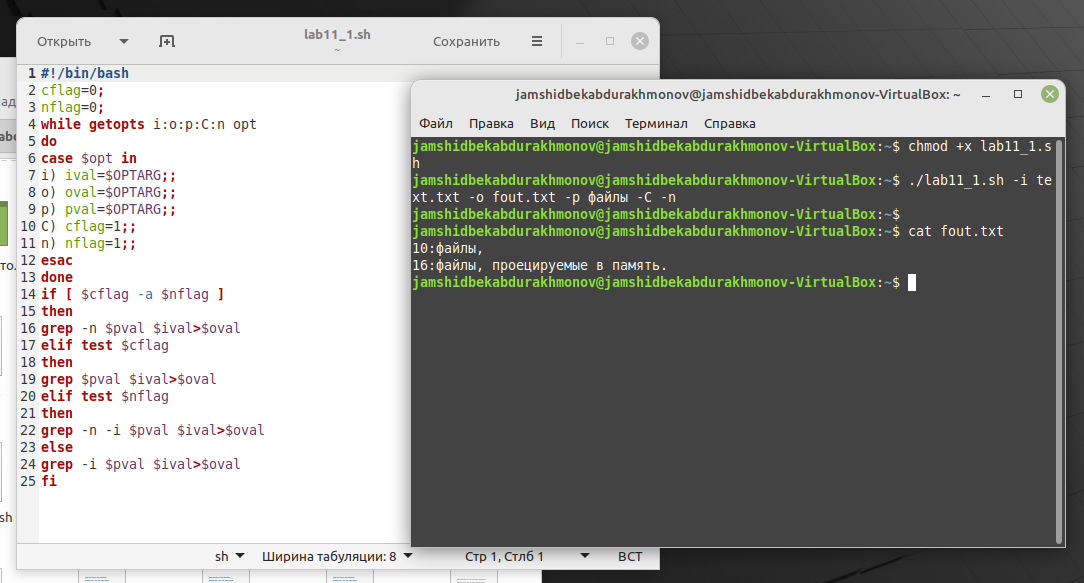 Открыть
lab11_1.sh
~
Сохранить
1 #!/bin/bash
2 cflag=0;
3 nflag=0;
4 while getopts i:o:p:C:n opt
5 do
6 case $opt in
7 i) ival=$OPTARG;;
8 o) oval=$OPTARG;;
9 p) pval=$OPTARG;;
10 C) cflag=1;;
11 n) nflag=1;;
12 esac
13 done
14 if [ $cflag -a $nflag ]
15 then
16 grep -n $pval $ival>$oval
17 elif test $cflag
18 then
19 grep $pval $ival>$oval
20 elif test $nflag
21 then
22 grep -n -i $pval $ival>$oval
23 else
24 grep -i $pval $ival>$oval
25 fi
sh
Ширина табуляции: 8
Стр 1, Стлб 1
ВСТ
jamshidbekabdurakhmonov@jamshidbekabdurakhmonov-VirtualBox: ~
Файл Правка Вид Поиск Терминал Справка
jamshidbekabdurakhmonov@jamshidbekabdurakhmonov-VirtualBox:~$ chmod +x lab11_1.s
h
jamshidbekabdurakhmonov@jamshidbekabdurakhmonov-VirtualBox:~$ ./lab11_1.sh -i te
xt.txt -o fout.txt -p файлы -C -n
jamshidbekabdurakhmonov@jamshidbekabdurakhmonov-VirtualBox:~$
jamshidbekabdurakhmonov@jamshidbekabdurakhmonov-VirtualBox:~$ cat fout.txt
10:файлы,
16:файлы, проецируемые в память.
jamshidbekabdurakhmonov@jamshidbekabdurakhmonov-VirtualBox:~$
sh